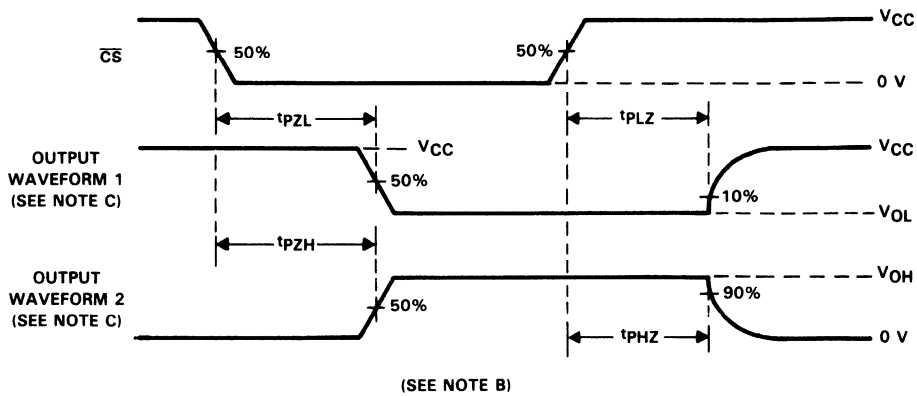 VCC
C̅S̅
50%
50%
0 V
tPZL
tPLZ
OUTPUT
WAVEFORM 1
(SEE NOTE C)
VCC
VCC
50%
10%
VOL
tPZH
OUTPUT
WAVEFORM 2
(SEE NOTE C)
VOH
50%
90%
tPHZ
0 V
(SEE NOTE B)